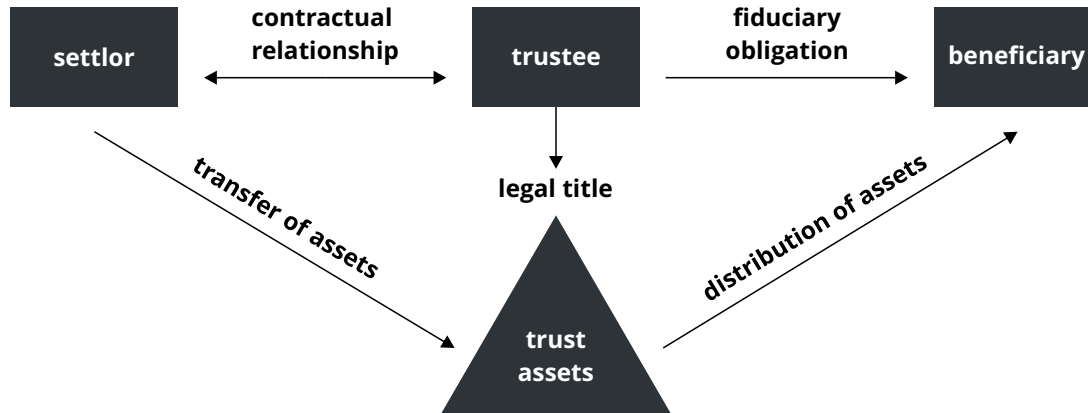 settlor
contractual
relationship
trustee
fiduciary
obligation
beneficiary
transfer of assets
legal title
distribution of assets
trust
assets